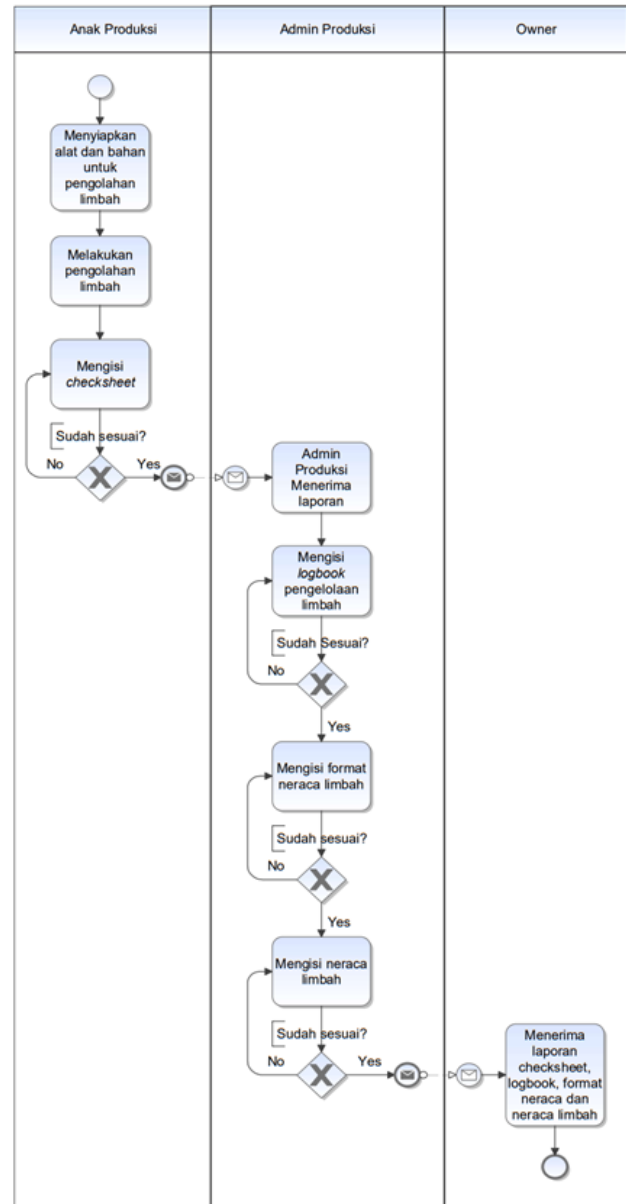 Anak Produksi
Admin Produksi
Owner
Menyiapkan
alat dan bahan
untuk
pengolahan
limbah
Melakukan
pengolahan
limbah
Mengisi
checksheet
Sudah sesuai?
No
Yes
Admin
Produksi
Menerima
laporan
Mengisi
logbook
pengelolaan
limbah
Sudah Sesuai?
No
Yes
Mengisi format
neraca limbah
Sudah sesuai?
No
Yes
Mengisi neraca
limbah
Sudah sesuai?
No
Yes
Menerima
laporan
checksheet,
logbook, format
neraca dan
neraca limbah